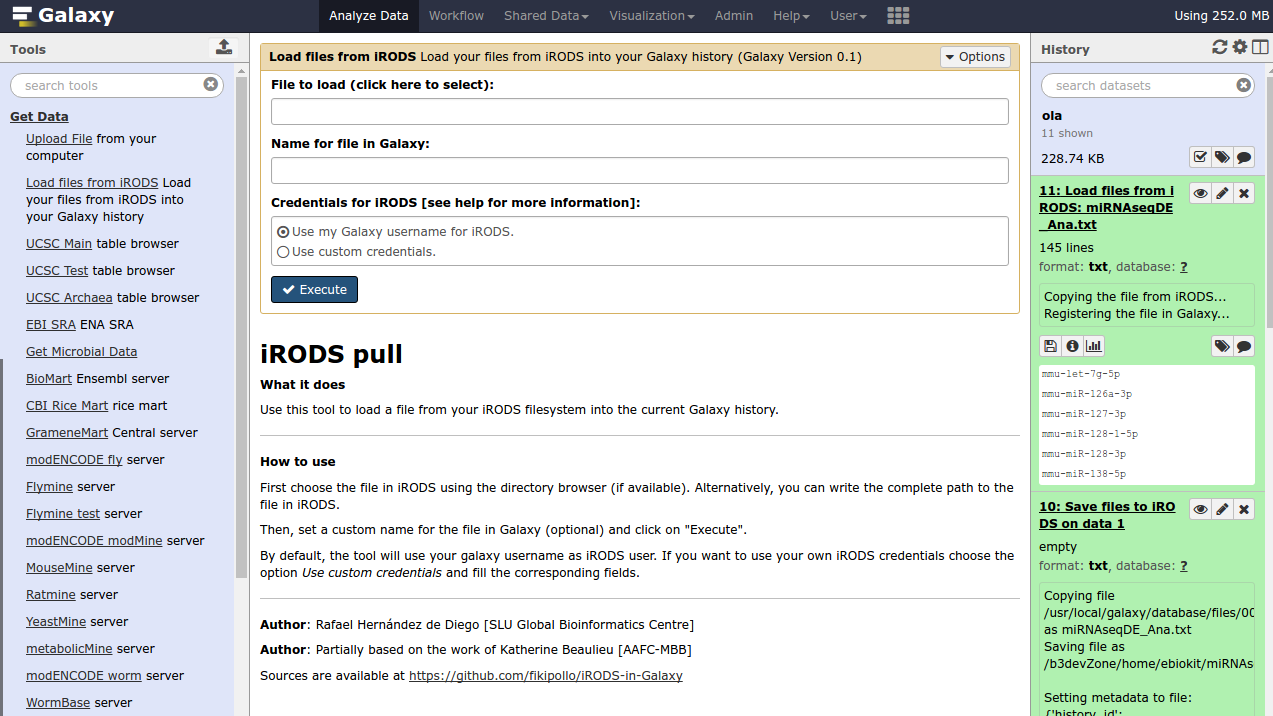 Galaxy
Analyze Data
Workflow
Shared Data
Visualization
Admin
Help
User
Using 252.0 MB
Tools
search tools
Get Data
Upload File from your
computer
Load files from iRODS Load
your files from iRODS into
your Galaxy history
UCSC Main table browser
UCSC Test table browser
UCSC Archaea table browser
EBI SRA ENA SRA
Get Microbial Data
BioMart Ensembl server
CBI Rice Mart rice mart
GrameneMart Central server
modENCODE fly server
Flymine server
Flymine test server
modENCODE modMine server
MouseMine server
Ratmine server
YeastMine server
metabolicMine server
modENCODE worm server
WormBase server
Load files from iRODS Load your files from iRODS into your Galaxy history (Galaxy Version 0.1)
Options
File to load (click here to select):
Name for file in Galaxy:
Credentials for iRODS [see help for more information]:
Use my Galaxy username for iRODS.
Use custom credentials.
Execute
iRODS pull
What it does
Use this tool to load a file from your iRODS filesystem into the current Galaxy history.
How to use
First choose the file in iRODS using the directory browser (if available). Alternatively, you can write the complete path to the
file in iRODS.
Then, set a custom name for the file in Galaxy (optional) and click on "Execute".
By default, the tool will use your galaxy username as iRODS user. If you want to use your own iRODS credentials choose the
option Use custom credentials and fill the corresponding fields.
Author: Rafael Hernández de Diego [SLU Global Bioinformatics Centre]
Author: Partially based on the work of Katherine Beaulieu [AAFC-MBB]
Sources are available at https://github.com/fikipollo/iRODS-in-Galaxy
History
search datasets
ola
11 shown
228.74 KB
11: Load files from i
RODS: miRNAseqDE
_Ana.txt
145 lines
format: txt, database: ?
Copying the file from iRODS...
Registering the file in Galaxy...
mmu-let-7g-5p
mmu-miR-126a-3p
mmu-miR-127-3p
mmu-miR-128-1-5p
mmu-miR-128-3p
mmu-miR-138-5p
10: Save files to iRO
DS on data 1
empty
format: txt, database: ?
Copying file
/usr/local/galaxy/database/files/00
as miRNAseqDE_Ana.txt
Saving file as
/b3devZone/home/ebiokit/miRNAs
Setting metadata to file:
{'history_id':